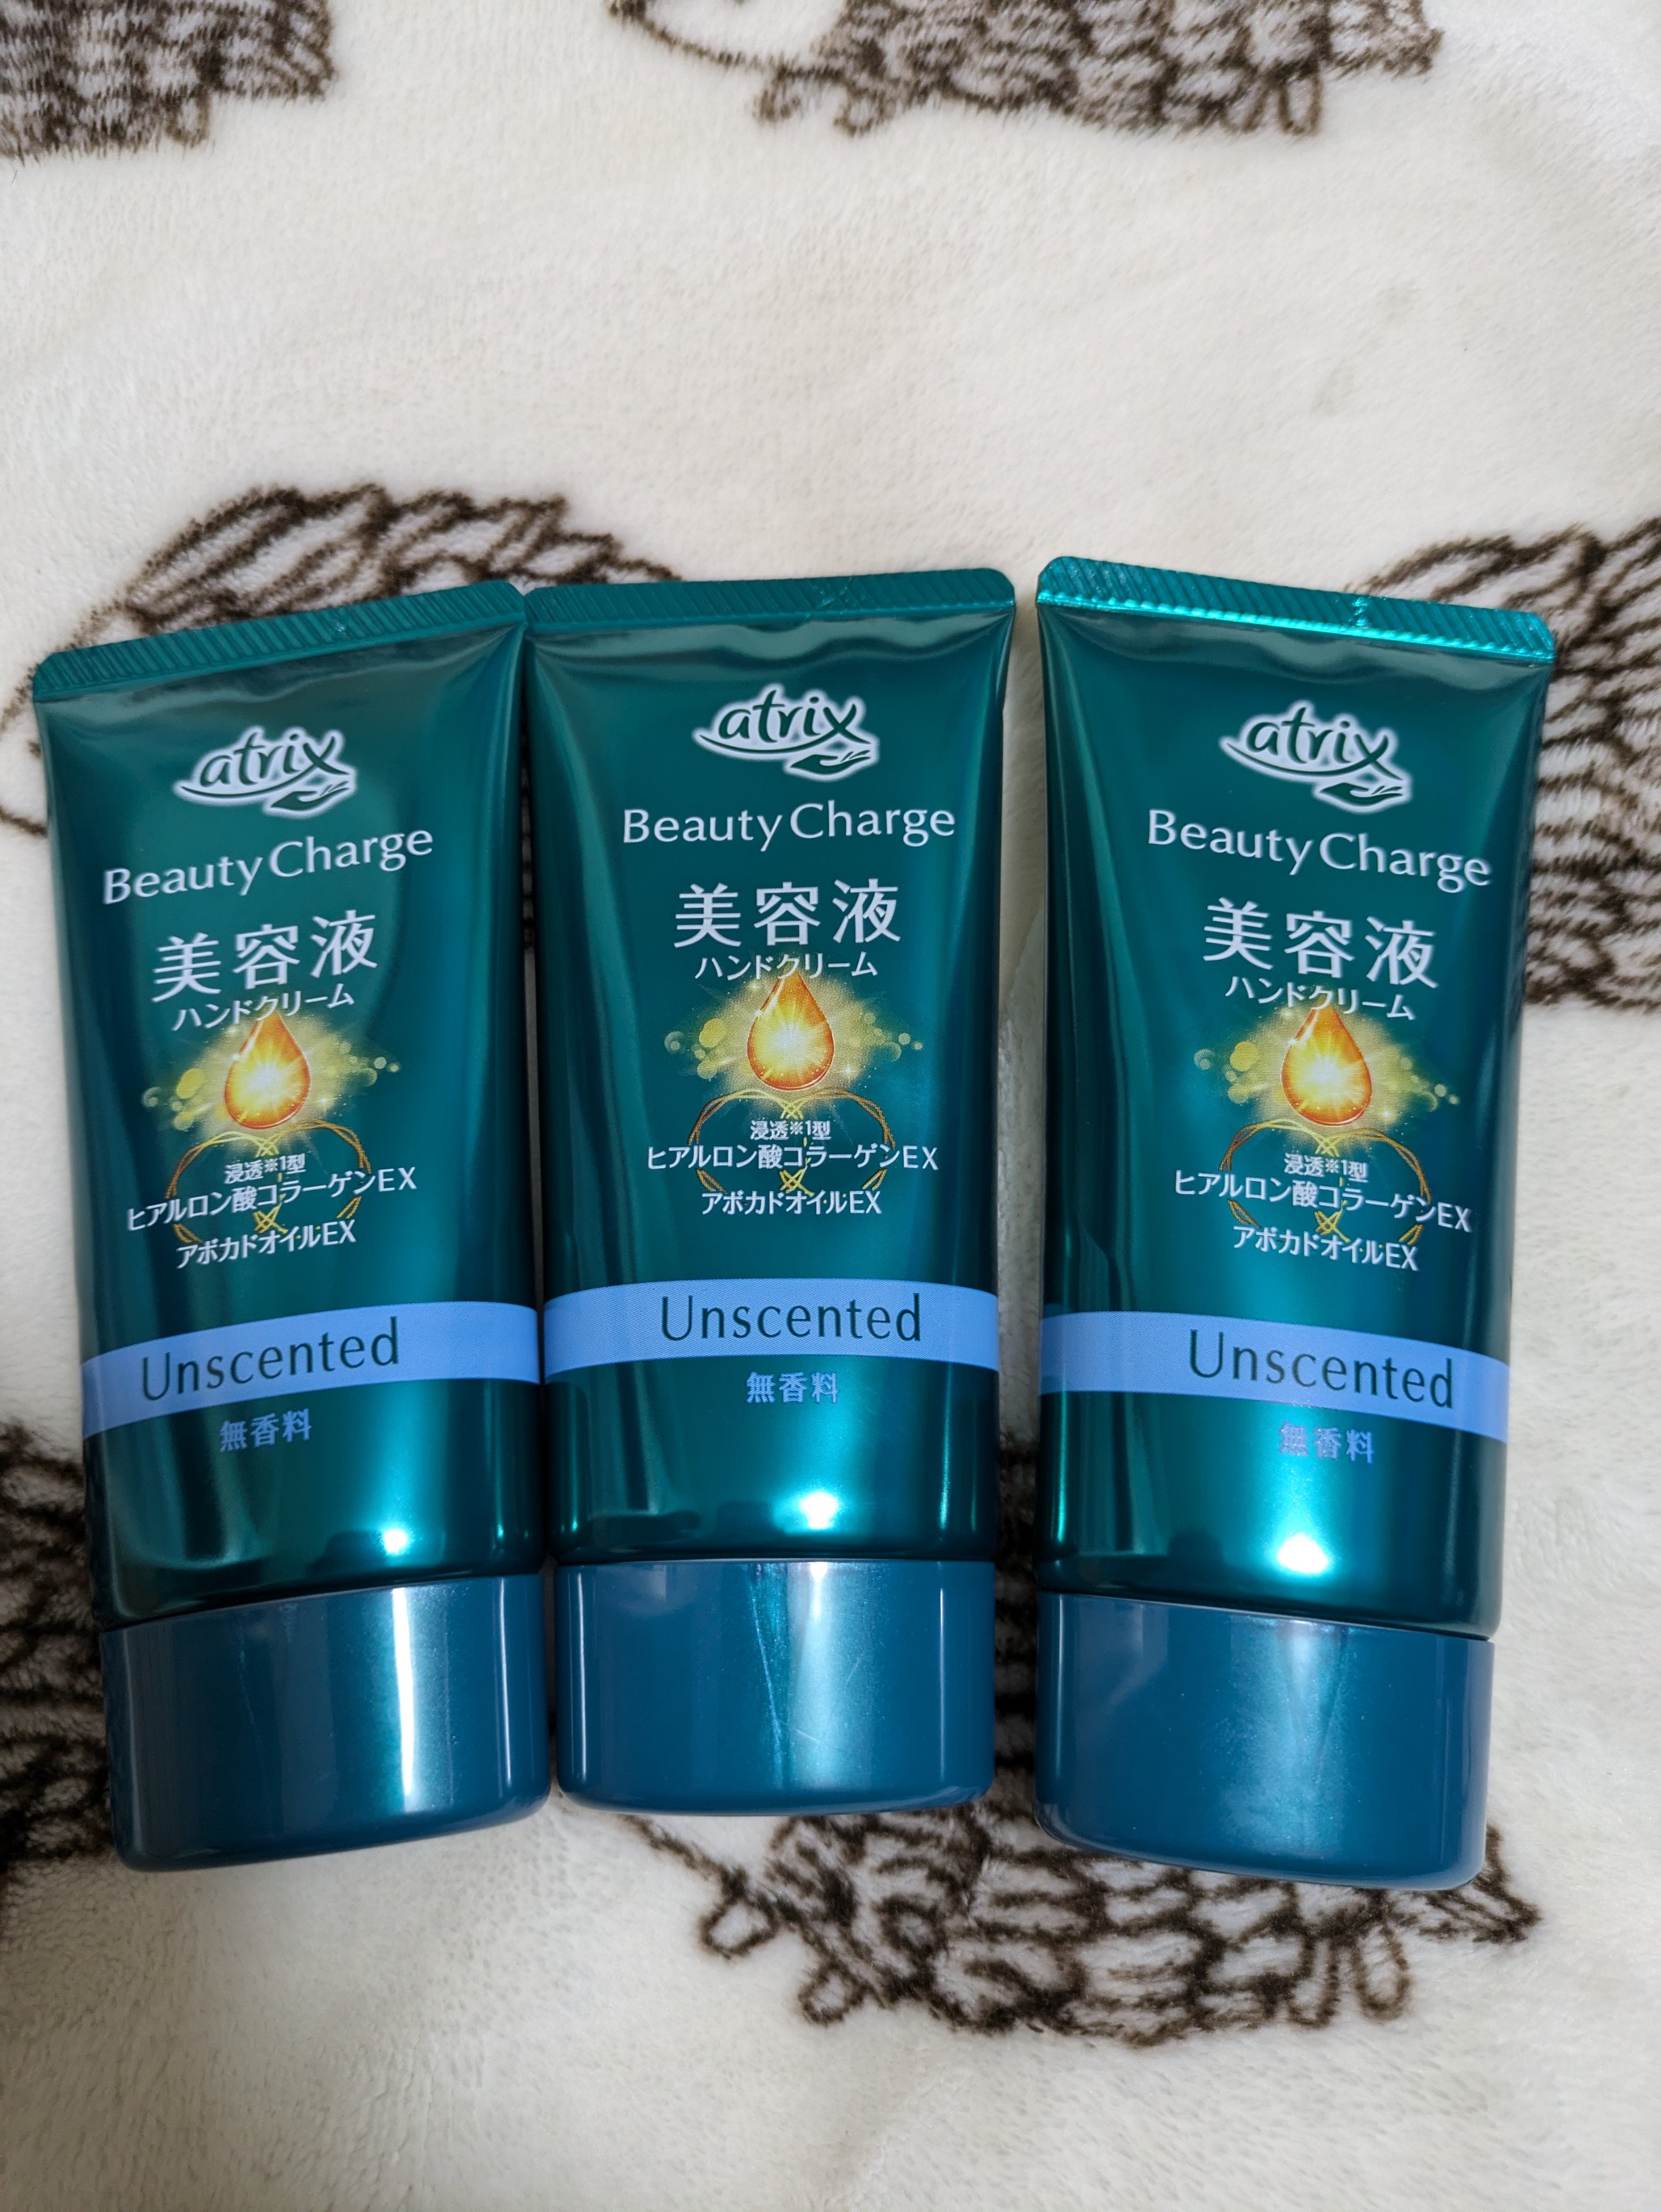 atrix
Beauty Charge
美容液
ハンドクリーム
浸透※1型
ヒアルロン酸コラーゲンEX
アボカドオイルEX
Unscented
無香料
atrix
Beauty Charge
美容液
ハンドクリーム
浸透※1型
ヒアルロン酸コラーゲンEX
アボカドオイルEX
Unscented
無香料
atrix
Beauty Charge
美容液
ハンドクリーム
浸透※1型
ヒアルロン酸コラーゲンEX
アボカドオイルEX
Unscented
無香料